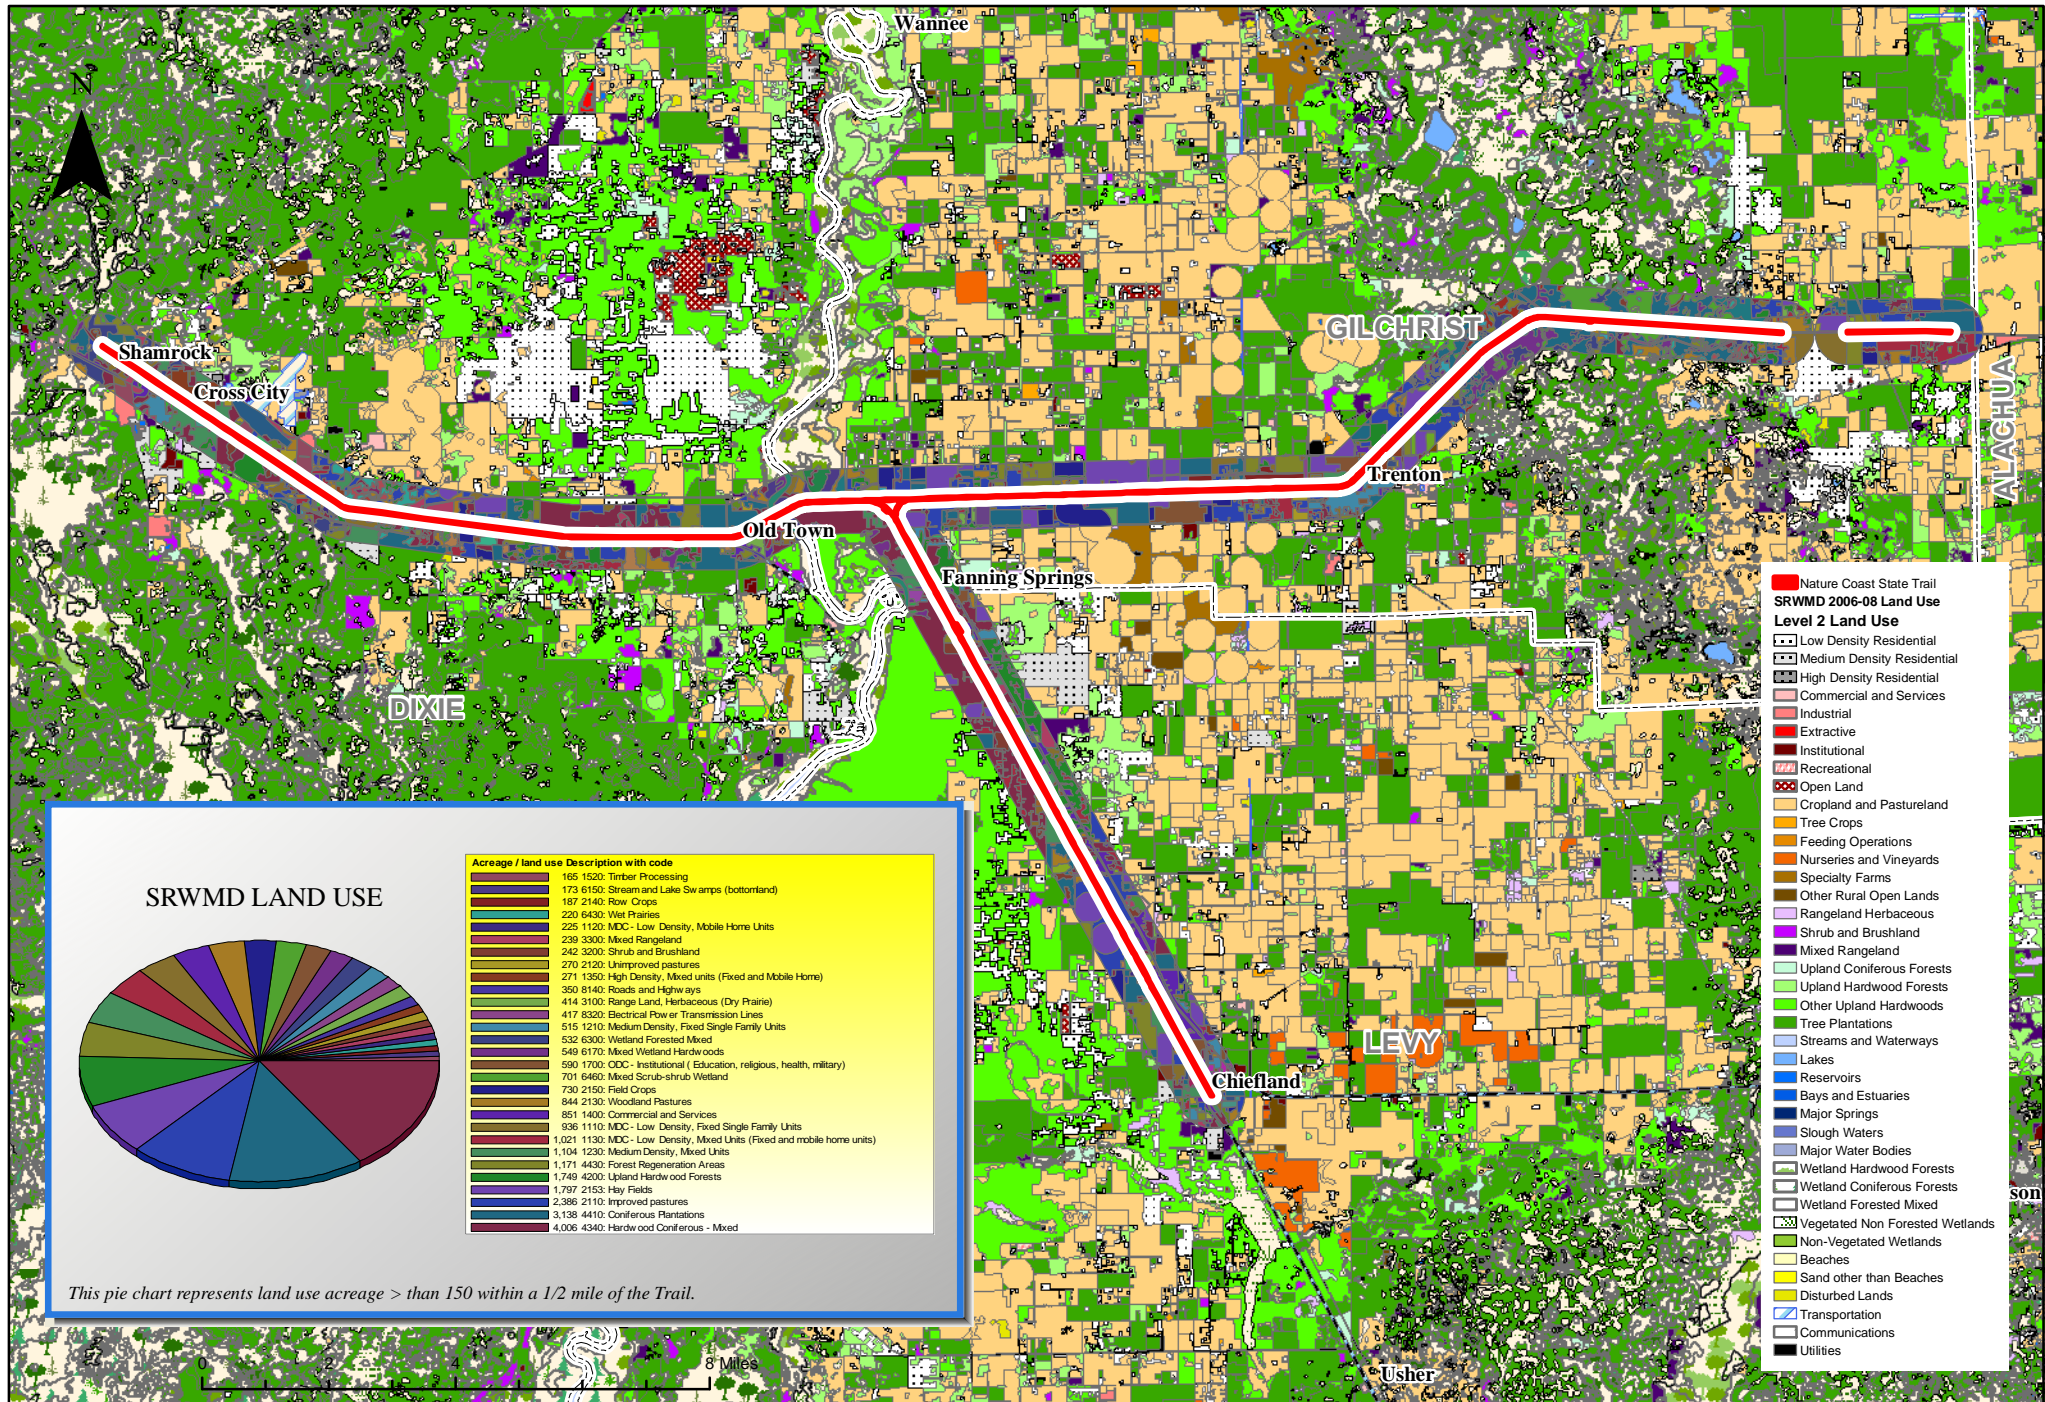 Wannee
N
GILCHRIST
Shamrock
Cross City
ALACHUA
Trenton
Old Town
Fanning Springs
DIXIE
LEVY
Chiefland
son
Usher
0 2 4 8 Miles
SRWMD LAND USE
Acreage / land use Description with code
165 1520: Timber Processing
173 6150: Stream and Lake Swamps (bottomland)
187 2140: Row Crops
220 6430: Wet Prairies
225 1120: MDC - Low Density, Mobile Home Units
239 3300: Mixed Rangeland
242 3200: Shrub and Brushland
270 2120: Unimproved pastures
271 1350: High Density, Mixed units (Fixed and Mobile Home)
350 8140: Roads and Highways
414 3100: Range Land, Herbaceous (Dry Prairie)
417 8320: Electrical Power Transmission Lines
515 1210: Medium Density, Fixed Single Family Units
532 6300: Wetland Forested Mixed
549 6170: Mixed Wetland Hardwoods
590 1700: ODC - Institutional ( Education, religious, health, military)
701 6460: Mixed Scrub-shrub Wetland
730 2150: Field Crops
844 2130: Woodland Pastures
851 1400: Commercial and Services
936 1110: MDC - Low Density, Fixed Single Family Units
1,021 1130: MDC - Low Density, Mixed Units (Fixed and mobile home units)
1,104 1230: Medium Density, Mixed Units
1,171 4430: Forest Regeneration Areas
1,749 4200: Upland Hardwood Forests
1,797 2153: Hay Fields
2,386 2110: Improved pastures
3,138 4410: Coniferous Plantations
4,006 4340: Hardwood Coniferous - Mixed
This pie chart represents land use acreage > than 150 within a 1/2 mile of the Trail.
Nature Coast State Trail
SRWMD 2006-08 Land Use
Level 2 Land Use
Low Density Residential
Medium Density Residential
High Density Residential
Commercial and Services
Industrial
Extractive
Institutional
Recreational
Open Land
Cropland and Pastureland
Tree Crops
Feeding Operations
Nurseries and Vineyards
Specialty Farms
Other Rural Open Lands
Rangeland Herbaceous
Shrub and Brushland
Mixed Rangeland
Upland Coniferous Forests
Upland Hardwood Forests
Other Upland Hardwoods
Tree Plantations
Streams and Waterways
Lakes
Reservoirs
Bays and Estuaries
Major Springs
Slough Waters
Major Water Bodies
Wetland Hardwood Forests
Wetland Coniferous Forests
Wetland Forested Mixed
Vegetated Non Forested Wetlands
Non-Vegetated Wetlands
Beaches
Sand other than Beaches
Disturbed Lands
Transportation
Communications
Utilities